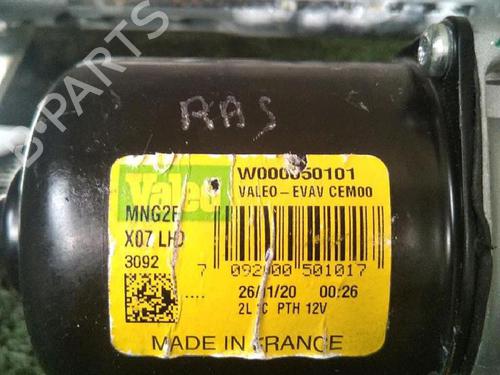 B-PARTS
RAS
Valeo
W000050101
VALEO-EVAV CEM00
MNG2F
X07 LHD
3092
7 092000 501017
....
26/11/20 00:26
PTH 12V
MADE IN FRANCE